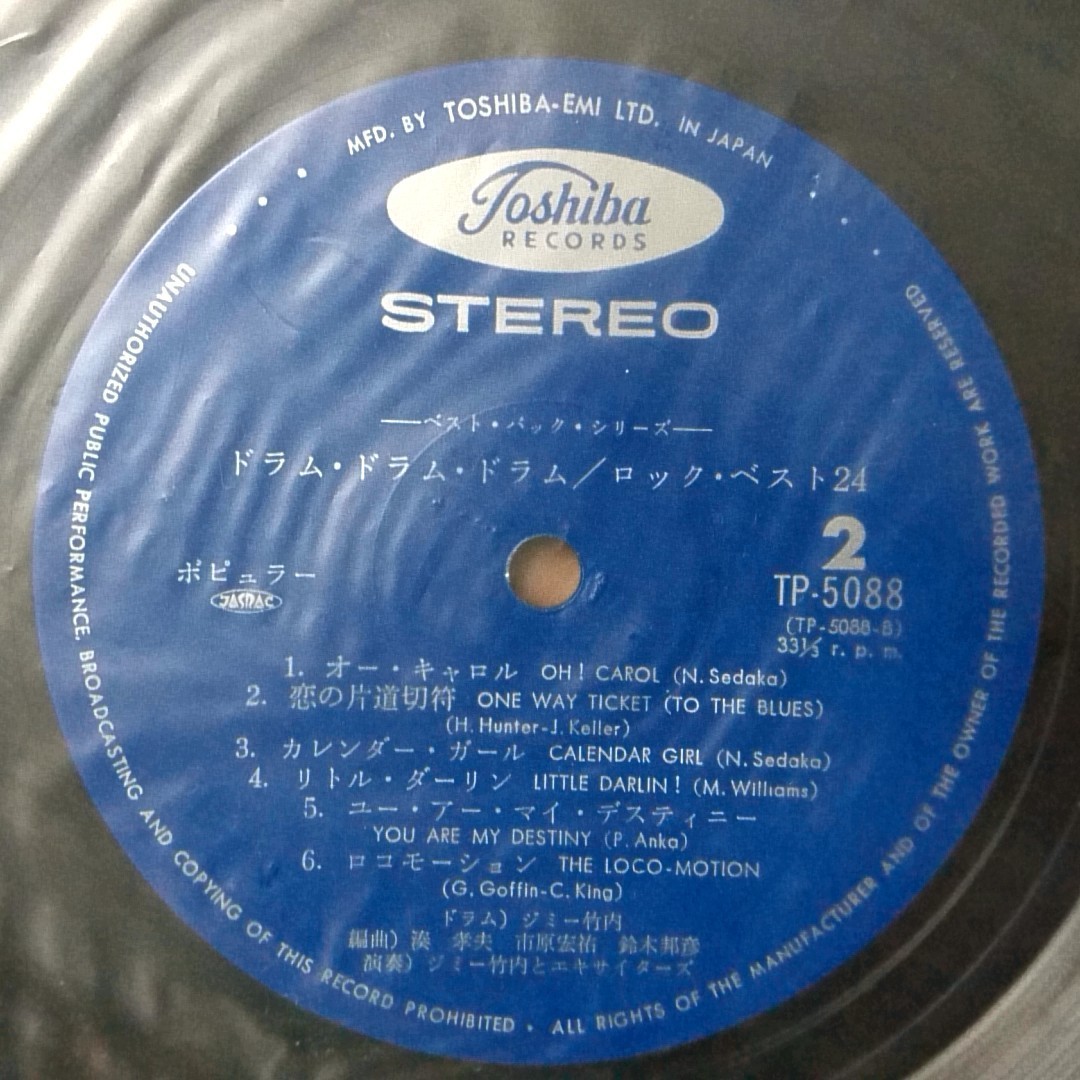 MFD. BY TOSHIBA-EMI LTD. IN JAPAN
Toshiba
RECORDS
STEREO
ベスト・パック・シリーズ
ドラム・ドラム・ドラム/ロック・ベスト24
2
ポピュラー
TP-5088
JASRAC
(TP-5088-B)
33⅓ r. p. m.
1. オー・キャロル OH! CAROL (N. Sedaka)
2. 恋の片道切符 ONE WAY TICKET (TO THE BLUES)
(H. Hunter-J. Keller)
3. カレンダー・ガール CALENDAR GIRL (N. Sedaka)
4. リトル・ダーリン LITTLE DARLIN! (M. Williams)
5. ユー・アー・マイ・デスティニー
YOU ARE MY DESTINY (P. Anka)
6. ロコモーション THE LOCO-MOTION
(G. Goffin-C. King)
ドラム) ジミー竹内
編曲) 湊 孝夫 市原宏祐 鈴木邦彦
演奏) ジミー竹内とエキサイターズ
UNAUTHORIZED PUBLIC PERFORMANCE, BROADCASTING AND COPYING OF THIS RECORD PROHIBITED • ALL RIGHTS OF THE MANUFACTURER AND OF THE OWNER OF THE RECORDED WORK ARE RESERVED